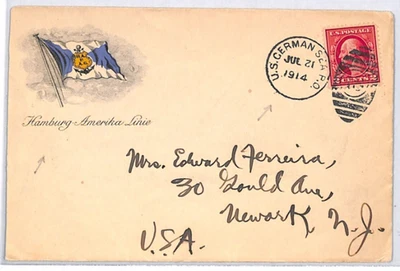 Hamburg-Amerika Linie
U.S. GERMAN SEA P.O.
JUL 21
1914
U.S. POSTAGE
2 CENTS 2
Mrs. Edward Ferreira,
30 Gould Ave,
Newark, N.J.
U.S.A.